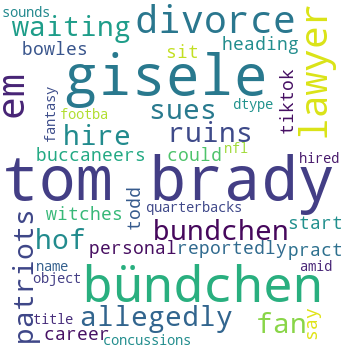 sounds
waiting
divorce
lawyer
bowles
sit
heading
gisele
em
fantasy
sues
dtype
tiktok
footba
hire
ruins
nfl
buccaneers
could
hired
tom brady
patriots
witches
todd
quarterbacks
bundchen
start
hof
personal
reportedly
pract
name
amid
object
bündchen
title
allegedly
fan
say
career
concussions